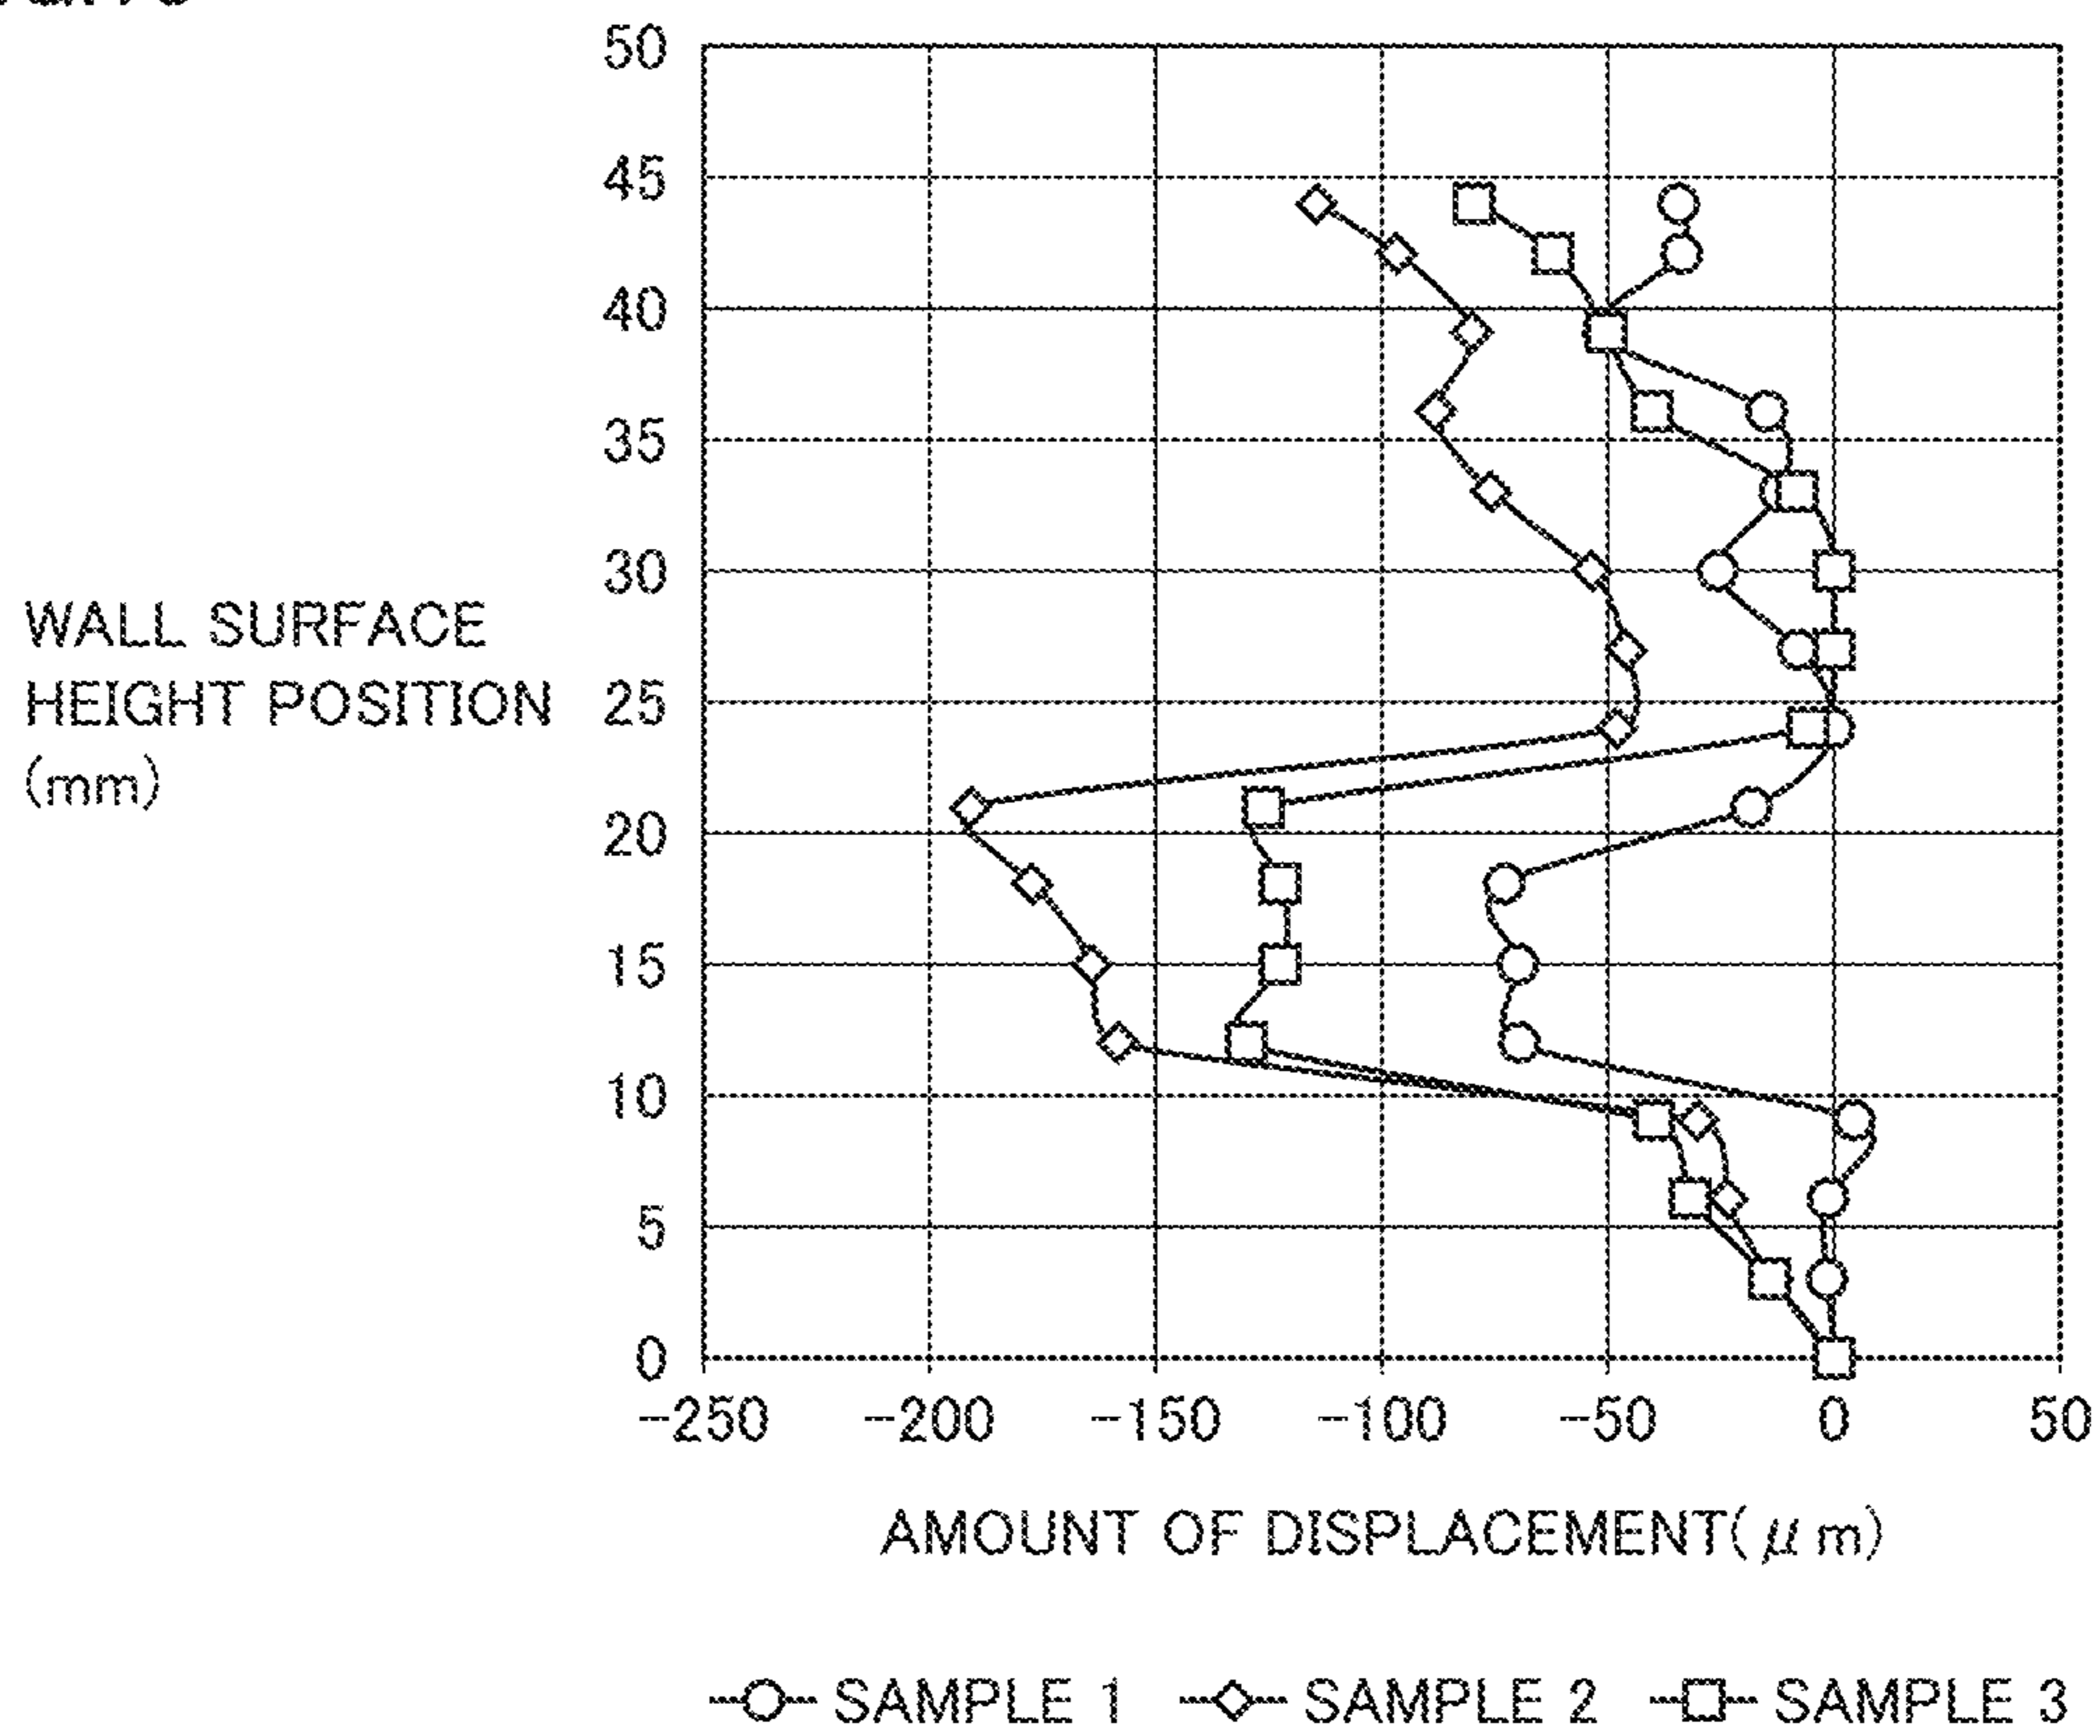 50
45
40
35
30
WALL SURFACE
HEIGHT POSITION
(mm)
25
20
15
10
5
0
-250 -200 -150 -100 -50 0 50
AMOUNT OF DISPLACEMENT(μm)
SAMPLE 1 SAMPLE 2 SAMPLE 3